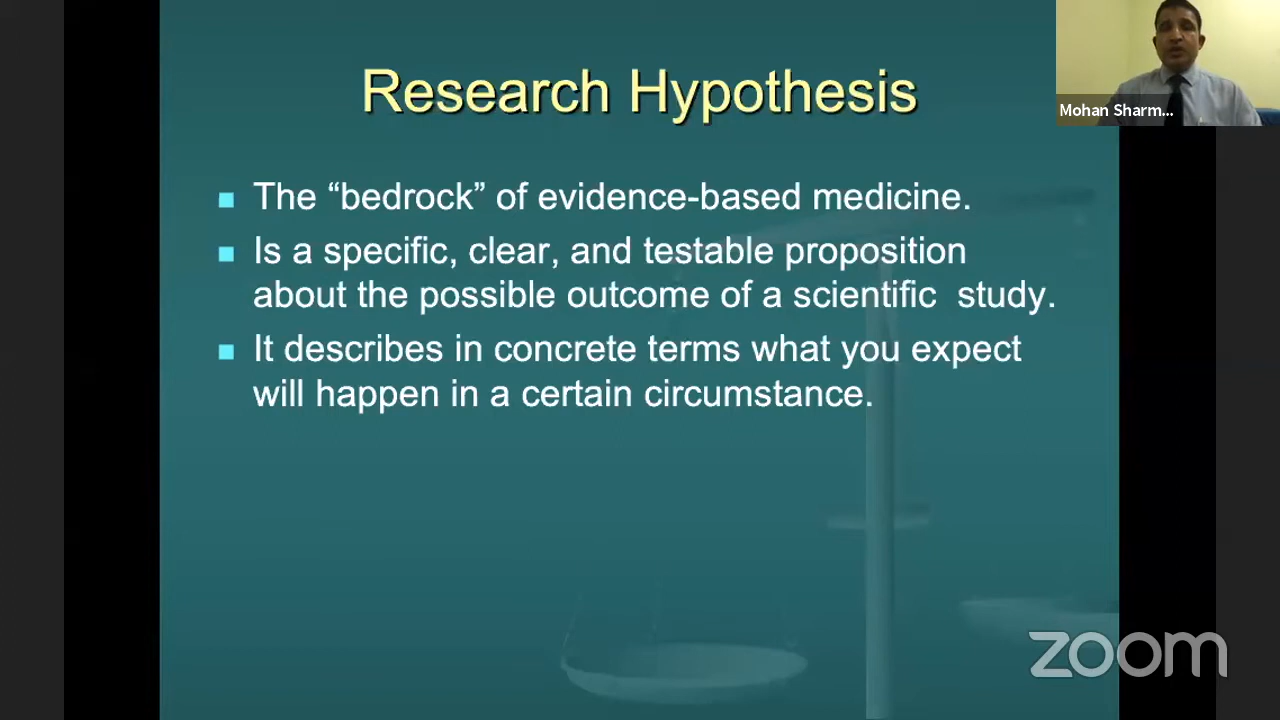 Research Hypothesis
The “bedrock” of evidence-based medicine.
Is a specific, clear, and testable proposition
about the possible outcome of a scientific  study.
It describes in concrete terms what you expect
will happen in a certain circumstance.
Mohan Sharm...
zoom